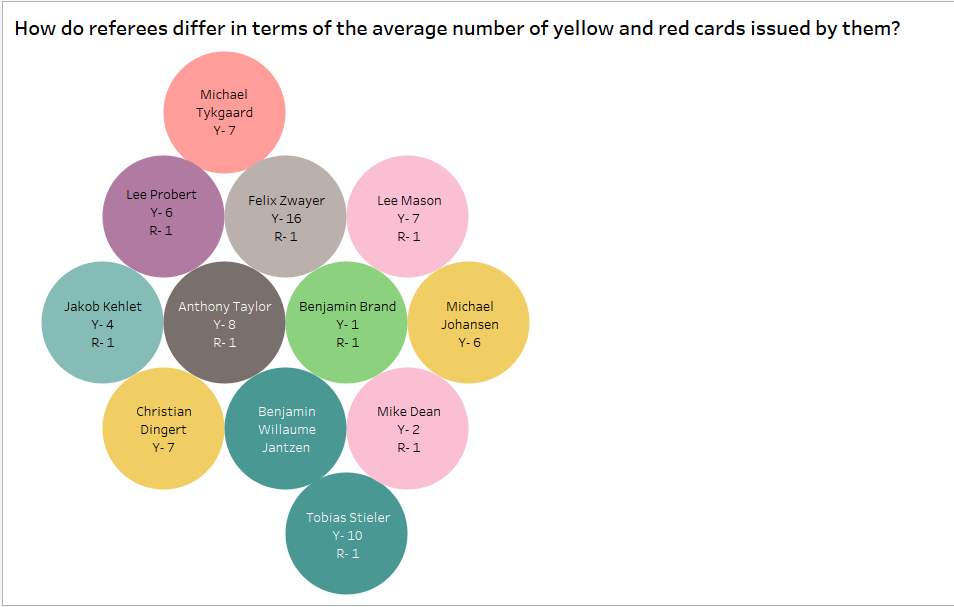 How do referees differ in terms of the average number of yellow and red cards issued by them?
Michael
Tykgaard
Y- 7
Lee Probert
Y- 6
R- 1
Felix Zwayer
Y- 16
R- 1
Lee Mason
Y- 7
R- 1
Jakob Kehlet
Y- 4
R- 1
Anthony Taylor
Y- 8
R- 1
Benjamin Brand
Y- 1
R- 1
Michael
Johansen
Y- 6
Christian
Dingert
Y- 7
Benjamin
Willaume
Jantzen
Mike Dean
Y- 2
R- 1
Tobias Stieler
Y- 10
R- 1